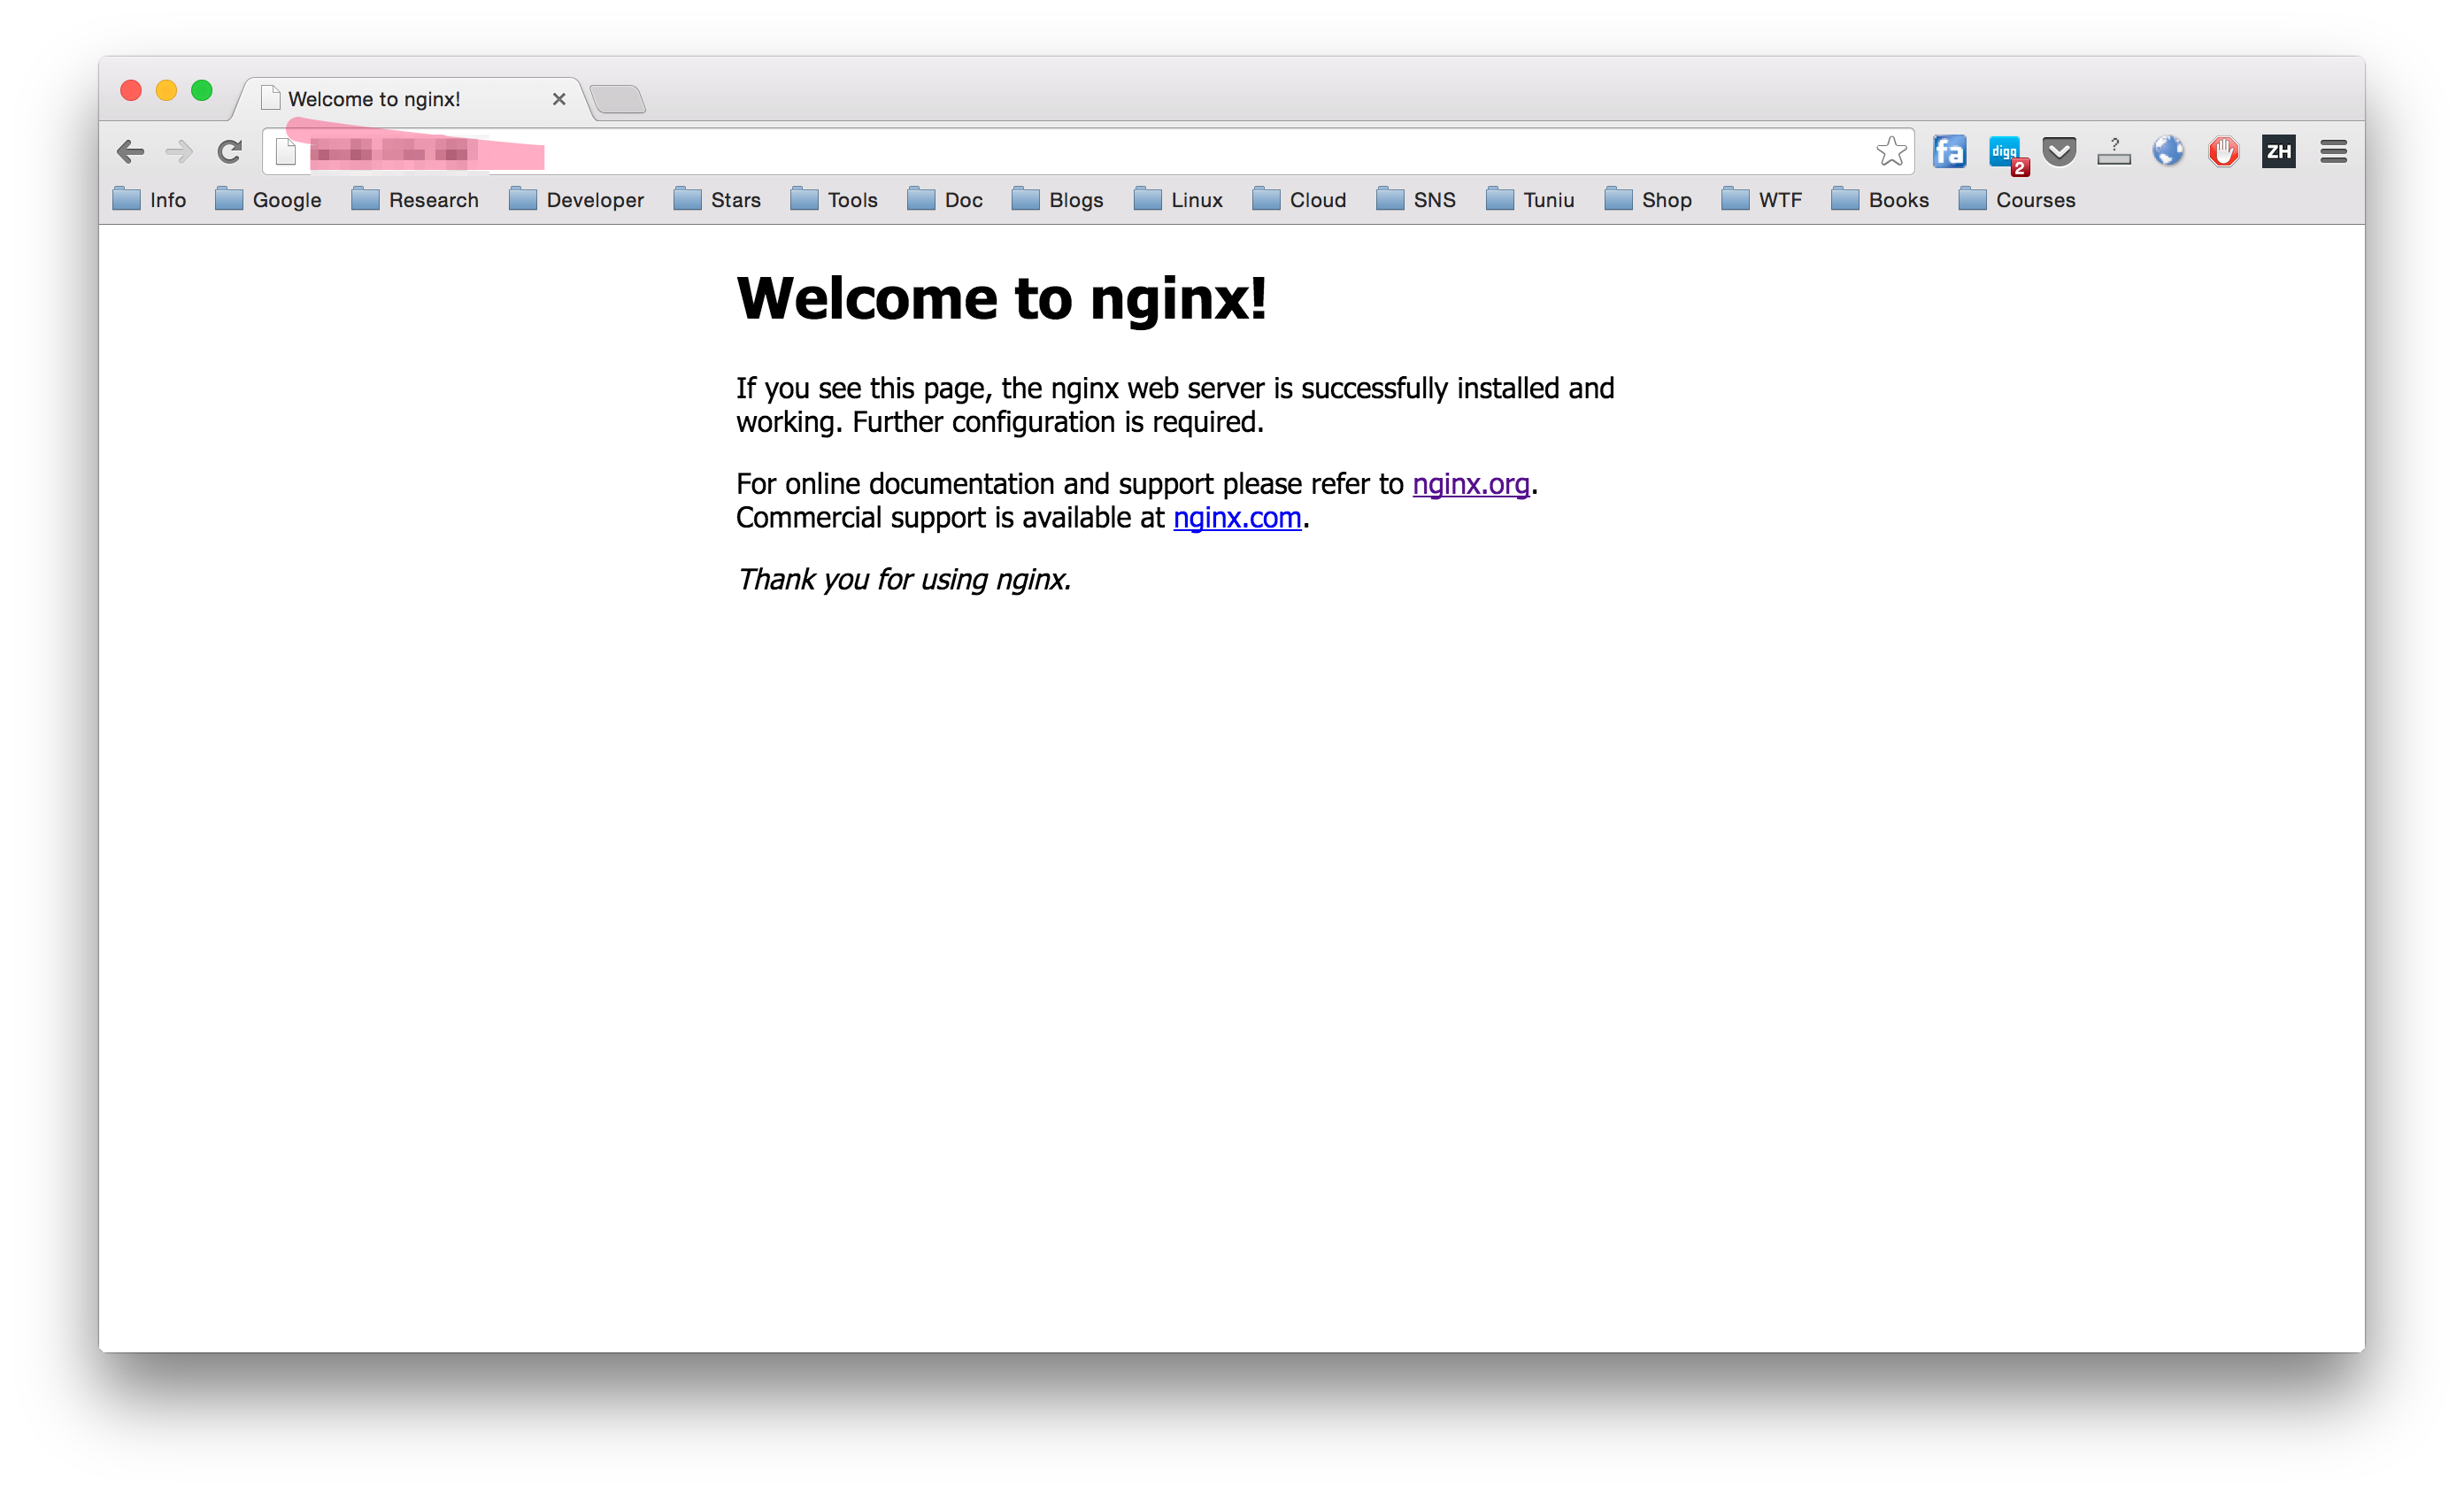 Welcome to nginx!
fa
digg
2
?
ZH
Info Google Research Developer Stars Tools Doc Blogs Linux Cloud SNS Tuniu Shop WTF Books Courses
Welcome to nginx!
If you see this page, the nginx web server is successfully installed and
working. Further configuration is required.
For online documentation and support please refer to nginx.org.
Commercial support is available at nginx.com.
Thank you for using nginx.